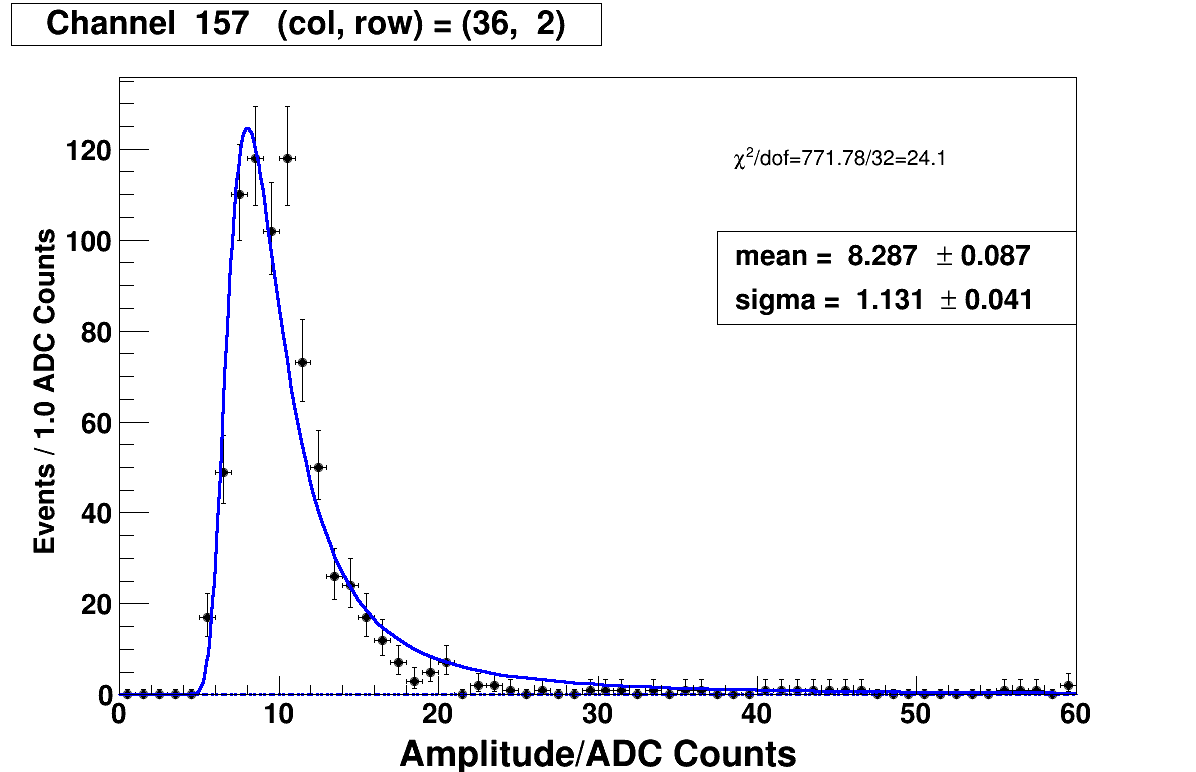 Channel  157   (col, row) = (36,  2)
χ²/dof=771.78/32=24.1
mean =  8.287  ± 0.087
sigma =  1.131  ± 0.041
Events / 1.0 ADC Counts
120
100
80
60
40
20
0
0 10 20 30 40 50 60
Amplitude/ADC Counts